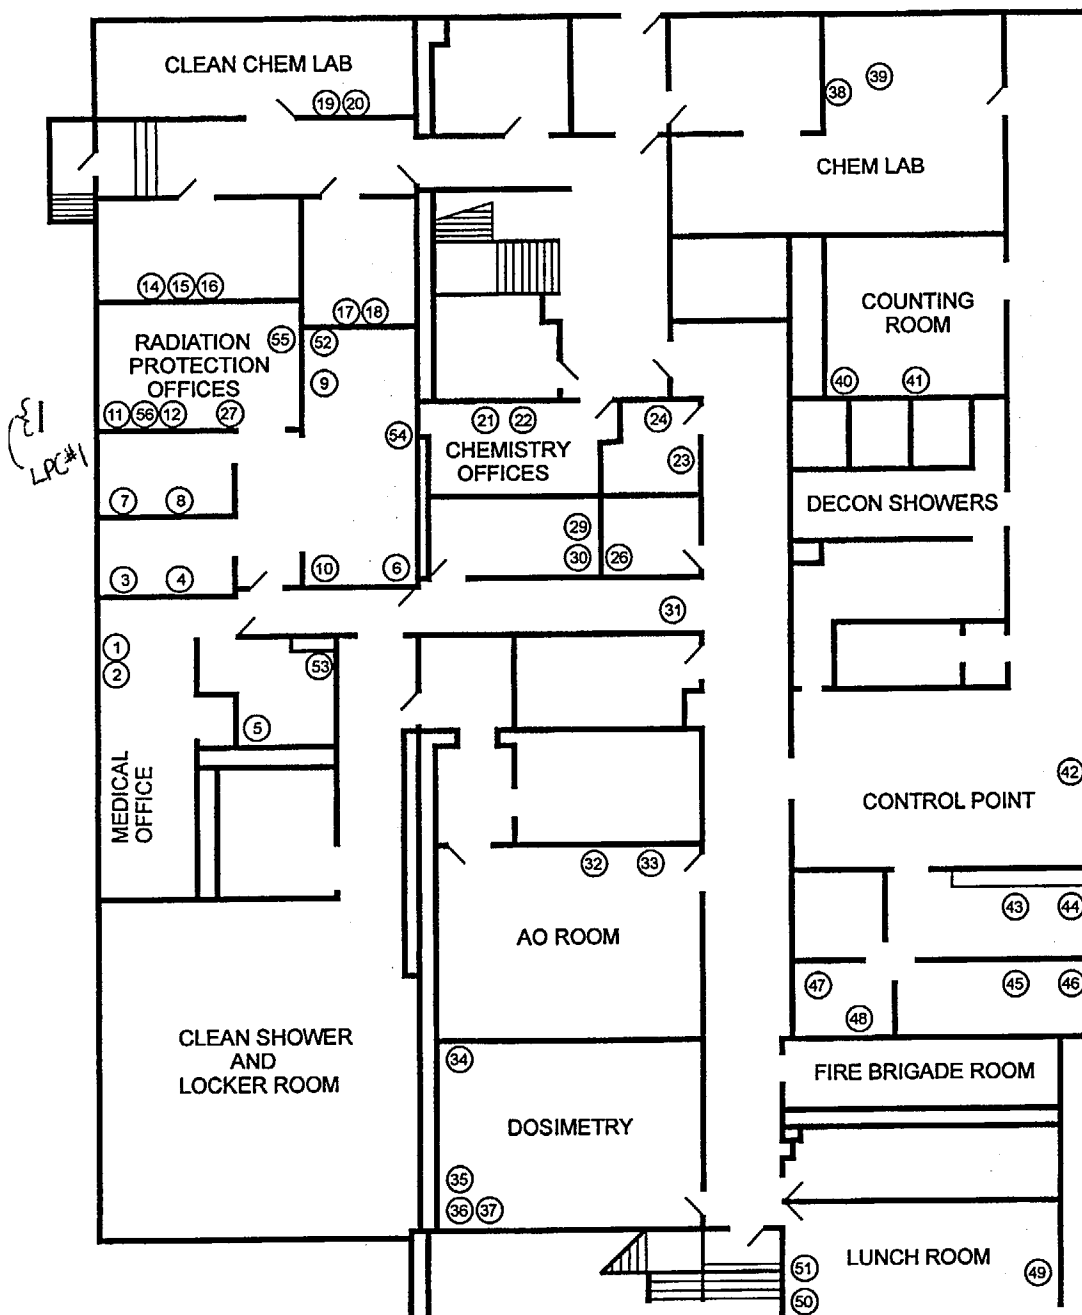 CLEAN CHEM LAB
19 20
38 39
CHEM LAB
14 15 16
17 18
COUNTING
ROOM
RADIATION
PROTECTION
OFFICES
55
52
9
40 41
11 56 12 27
54
21 22
24
CHEMISTRY
OFFICES
23
LPC#1
7 8
DECON SHOWERS
29
30
26
3 4
10 6
31
1
2
53
5
MEDICAL
OFFICE
42
CONTROL POINT
32 33
43 44
AO ROOM
47
48
45 46
CLEAN SHOWER
AND
LOCKER ROOM
34
FIRE BRIGADE ROOM
DOSIMETRY
35
36 37
LUNCH ROOM
49
51
50